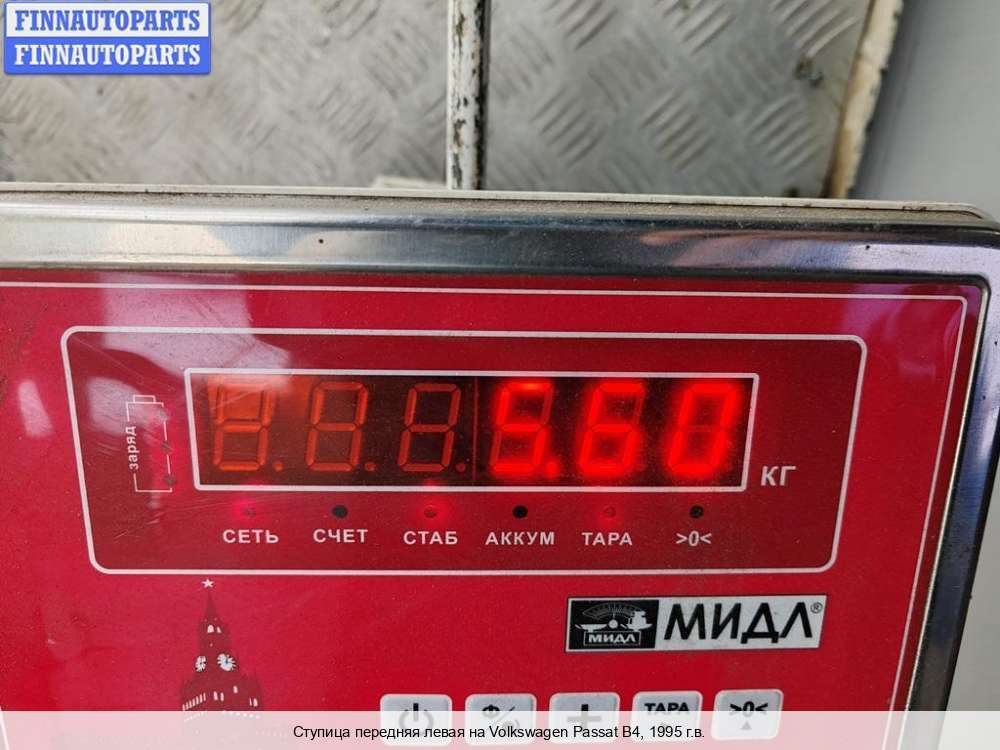 FINNAUTOPARTS
FINNAUTOPARTS
5.60
заряд
КГ
СЕТЬ СЧЕТ СТАБ АККУМ ТАРА >0<
МИДЛ МИДЛ®
ТАРА >0<
Ступица передняя левая на Volkswagen Passat B4, 1995 г.в.